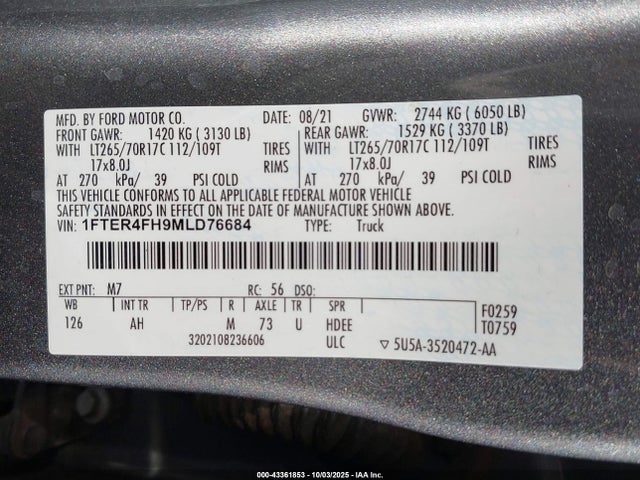 MFD. BY FORD MOTOR CO. DATE: 08/21 GVWR: 2744 KG ( 6050 LB)
FRONT GAWR: 1420 KG ( 3130 LB) REAR GAWR: 1529 KG ( 3370 LB)
WITH LT265/70R17C 112/109T TIRES WITH LT265/70R17C 112/109T TIRES
17x8.0J RIMS 17x8.0J RIMS
AT 270 kPa/ 39 PSI COLD AT 270 kPa/ 39 PSI COLD
THIS VEHICLE CONFORMS TO ALL APPLICABLE FEDERAL MOTOR VEHICLE
SAFETY STANDARDS IN EFFECT ON THE DATE OF MANUFACTURE SHOWN ABOVE.
VIN: 1FTER4FH9MLD76684 TYPE: Truck
EXT PNT: M7 RC: 56 DSO:
WB INT TR TP/PS R AXLE TR SPR F0259
126 AH M 73 U HDEE T0759
3202108236606 ULC ▽ 5U5A-3520472-AA
000-43361853 - 10/03/2025 - IAA Inc.